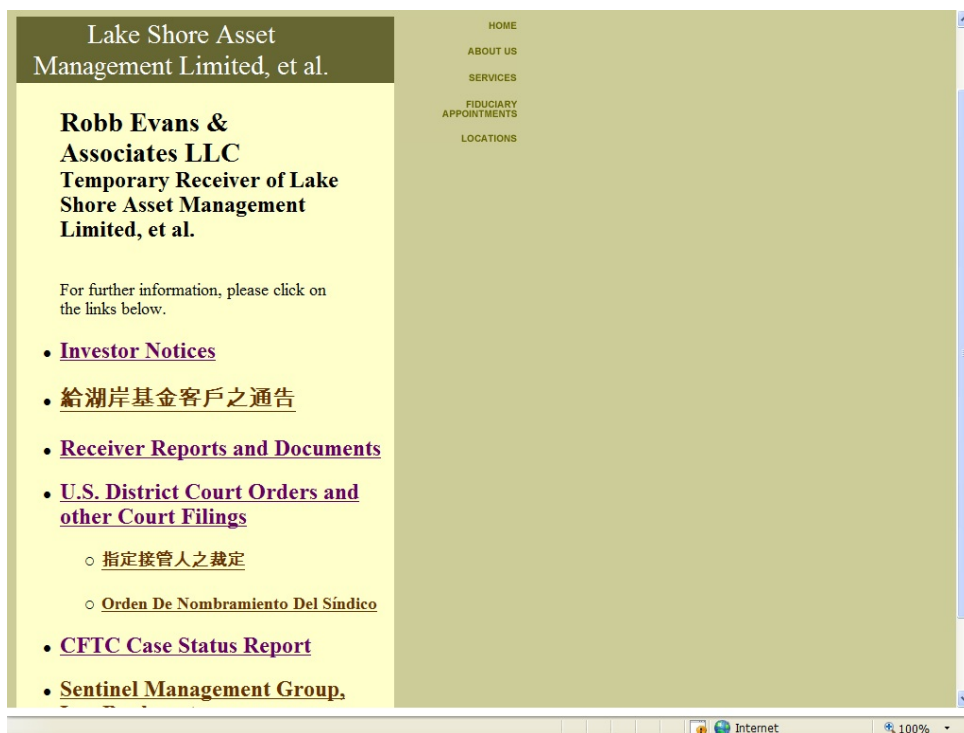 Lake Shore Asset
Management Limited, et al.
HOME
ABOUT US
SERVICES
FIDUCIARY
APPOINTMENTS
LOCATIONS
Robb Evans &
Associates LLC
Temporary Receiver of Lake
Shore Asset Management
Limited, et al.
For further information, please click on
the links below.
Investor Notices
給湖岸基金客戶之通告
Receiver Reports and Documents
U.S. District Court Orders and
other Court Filings
指定接管人之裁定
Orden De Nombramiento Del Síndico
CFTC Case Status Report
Sentinel Management Group,
Internet
100%